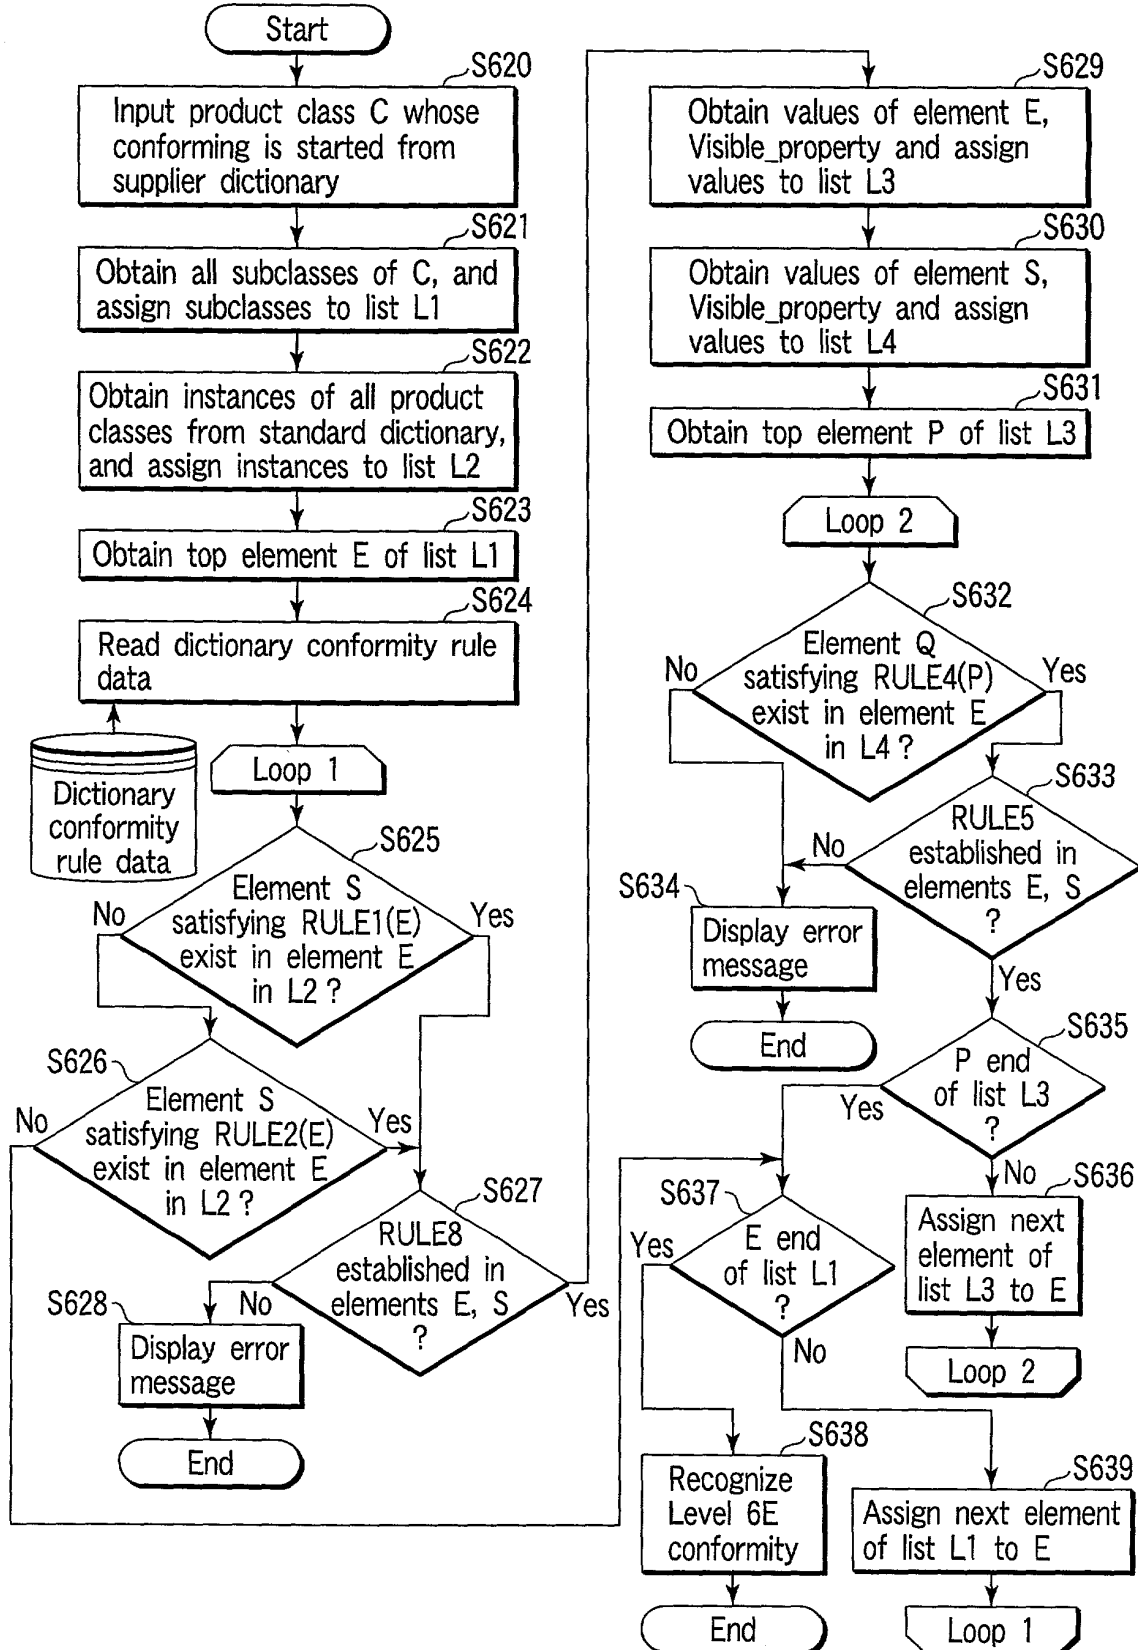 Start
S620
Input product class C whose
conforming is started from
supplier dictionary
S621
Obtain all subclasses of C, and
assign subclasses to list L1
S622
Obtain instances of all product
classes from standard dictionary,
and assign instances to list L2
S623
Obtain top element E of list L1
S624
Read dictionary conformity rule
data
Dictionary
conformity
rule data
Loop 1
S625
Element S
satisfying RULE1(E)
exist in element E
in L2 ?
No
Yes
S626
Element S
satisfying RULE2(E)
exist in element E
in L2 ?
No
Yes
S627
RULE8
established in
elements E, S
?
No
Yes
S628
Display error
message
End
S629
Obtain values of element E,
Visible_property and assign
values to list L3
S630
Obtain values of element S,
Visible_property and assign
values to list L4
S631
Obtain top element P of list L3
Loop 2
S632
Element Q
satisfying RULE4(P)
exist in element E
in L4 ?
No
Yes
S633
RULE5
established in
elements E, S
?
No
Yes
S634
Display error
message
End
S635
P end
of list L3
?
Yes
No
S636
Assign next
element of
list L3 to E
Loop 2
S637
E end
of list L1
?
Yes
No
S638
Recognize
Level 6E
conformity
End
S639
Assign next element
of list L1 to E
Loop 1